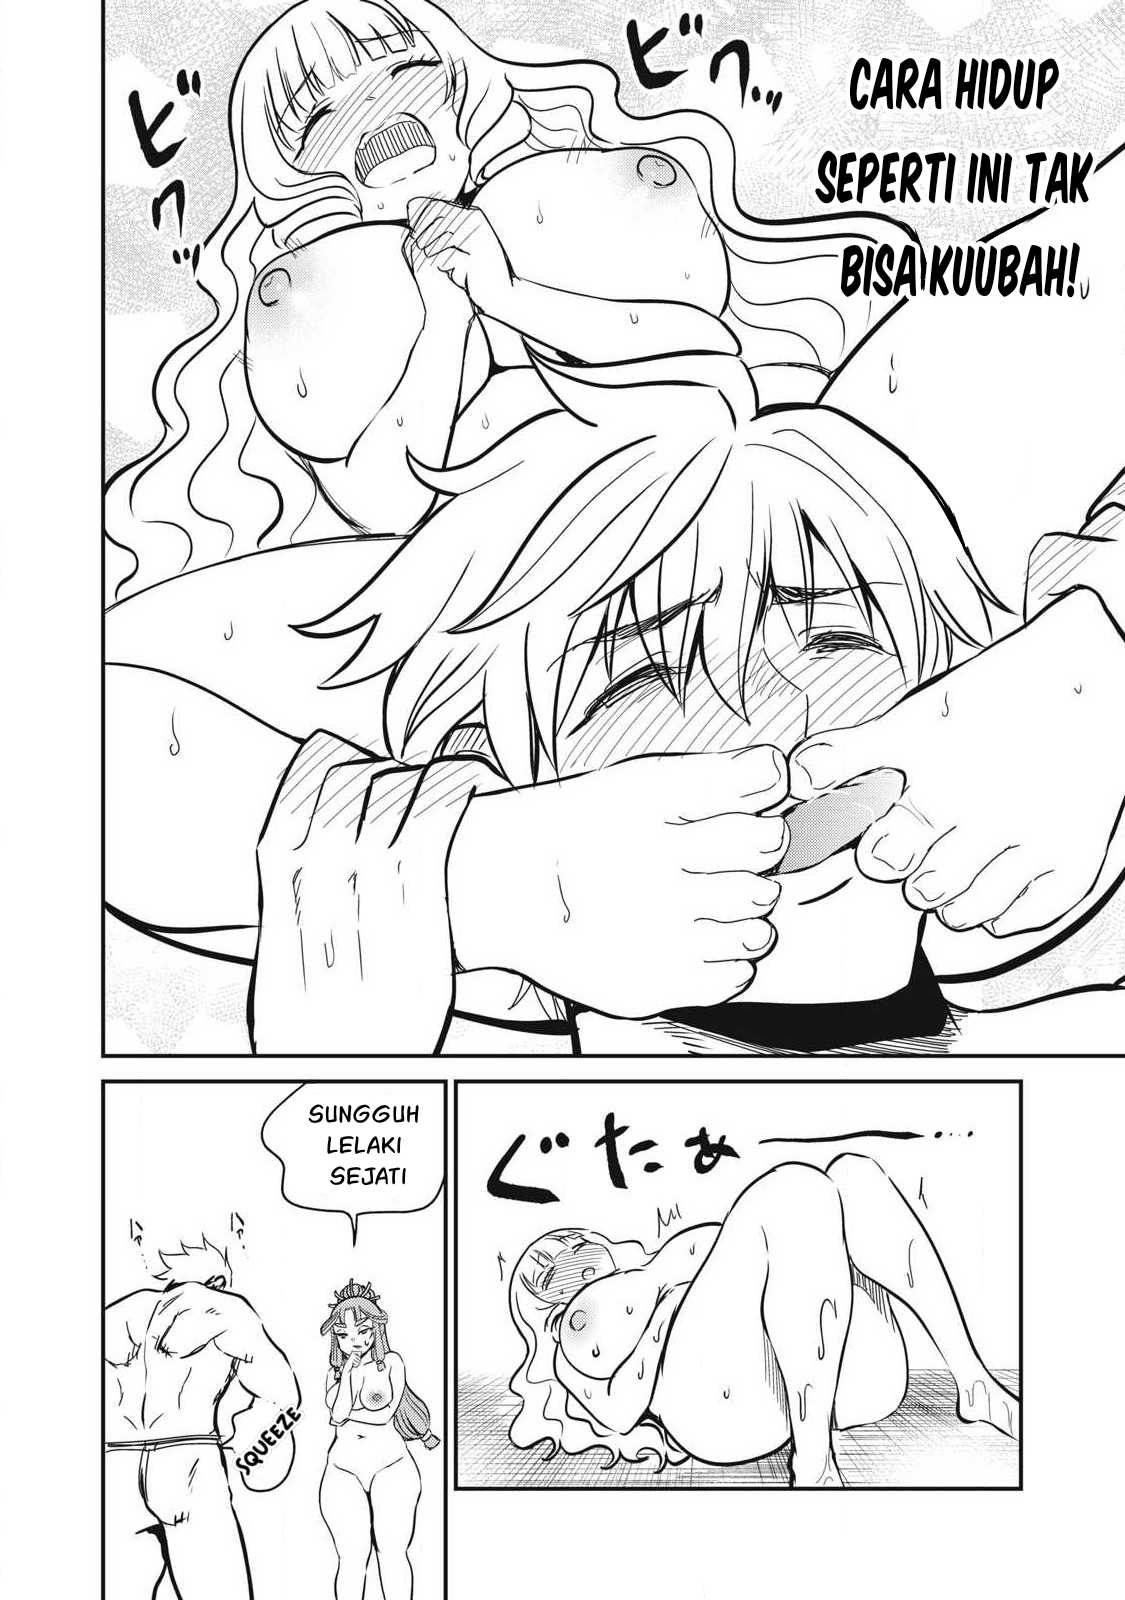 ビクッ
ビクッ
CARA HIDUP
SEPERTI INI TAK
BISA KUUBAH!
SUNGGUH
LELAKI
SEJATI
SQUEEZE
ぐたぁー…